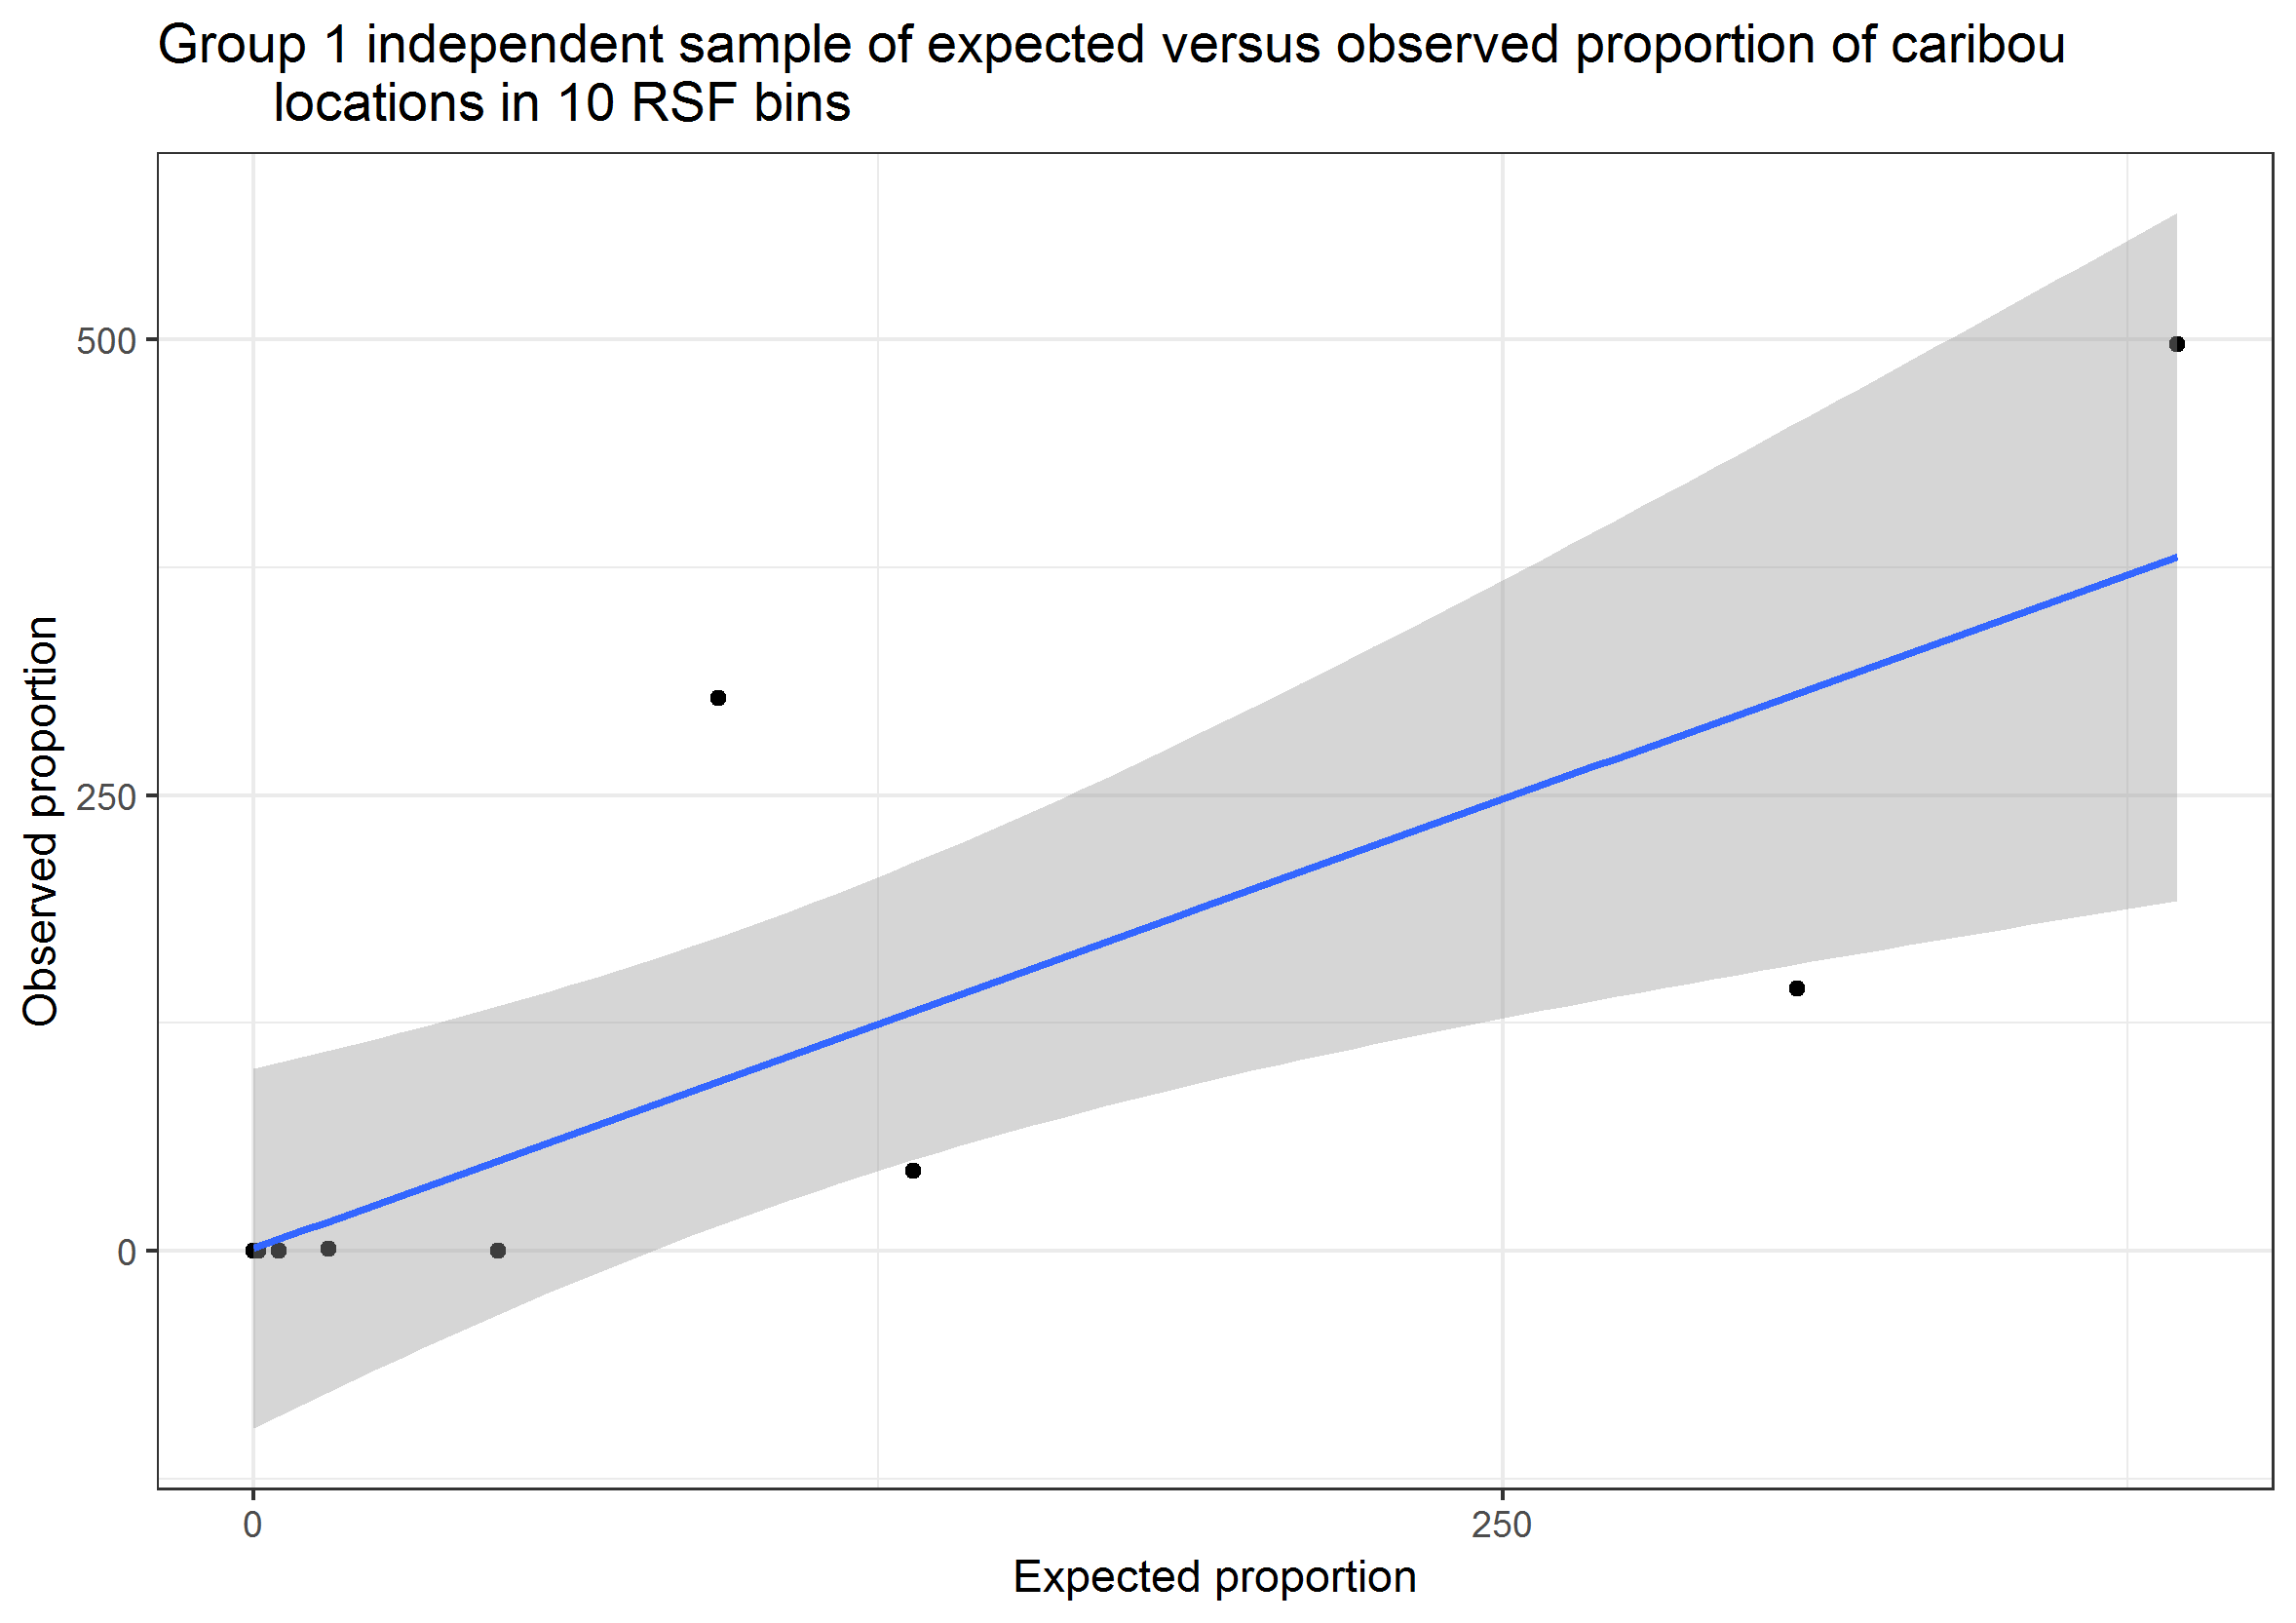 Group 1 independent sample of expected versus observed proportion of caribou
locations in 10 RSF bins
Observed proportion
500
250
0
0
250
Expected proportion